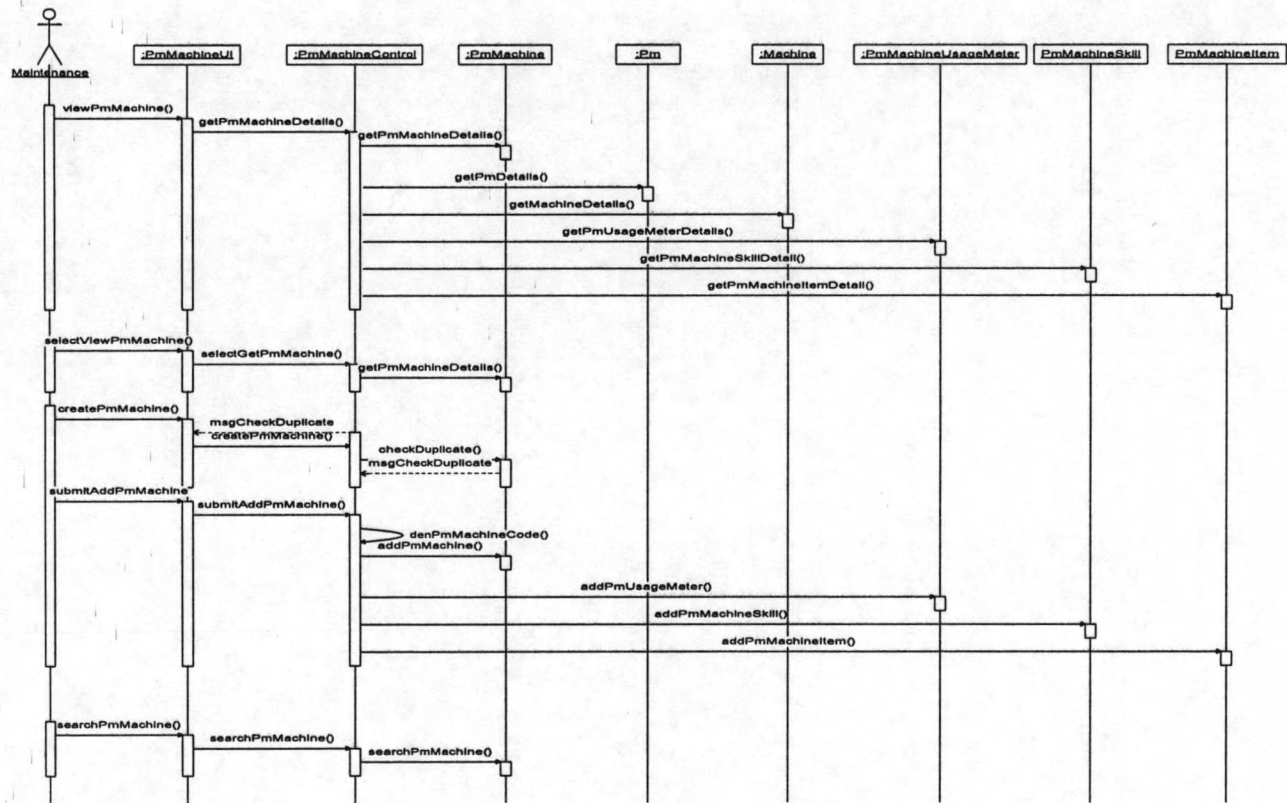 Maintenance
:PmMachineUI
:PmMachineControl
:PmMachine
:Pm
:Machine
:PmMachineUsageMeter
PmMachineSkill
PmMachineItem
viewPmMachine()
getPmMachineDetails()
getPmMachineDetails()
getPmDetails()
getMachineDetails()
getPmUsageMeterDetails()
getPmMachineSkillDetail()
getPmMachineItemDetail()
selectViewPmMachine()
selectGetPmMachine()
getPmMachineDetails()
createPmMachine()
msgCheckDuplicate
createPmMachine()
checkDuplicate()
msgCheckDuplicate
submitAddPmMachine
submitAddPmMachine()
denPmMachineCode()
addPmMachine()
addPmUsageMeter()
addPmMachineSkill()
addPmMachineItem()
searchPmMachine()
searchPmMachine()
searchPmMachine()